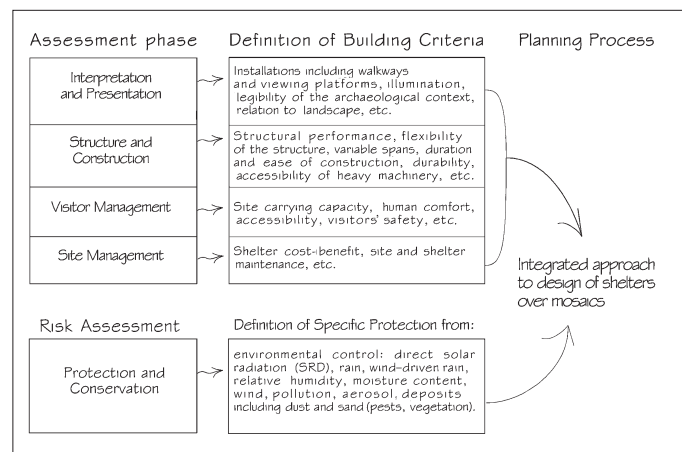 Assessment phase
Definition of Building Criteria
Planning Process
Interpretation
and Presentation
Installations including walkways
and viewing platforms, illumination,
legibility of the archaeological context,
relation to landscape, etc.
Structure and
Construction
Structural performance, flexibility
of the structure, variable spans, duration
and ease of construction, durability,
accessibility of heavy machinery, etc.
Visitor Management
Site carrying capacity, human comfort,
accessibility, visitors' safety, etc.
Site Management
Shelter cost-benefit, site and shelter
maintenance, etc.
Integrated approach
to design of shelters
over mosaics
Risk Assessment
Definition of Specific Protection from:
Protection and
Conservation
environmental control: direct solar
radiation (SRD), rain, wind-driven rain,
relative humidity, moisture content,
wind, pollution, aerosol, deposits
including dust and sand (pests, vegetation).